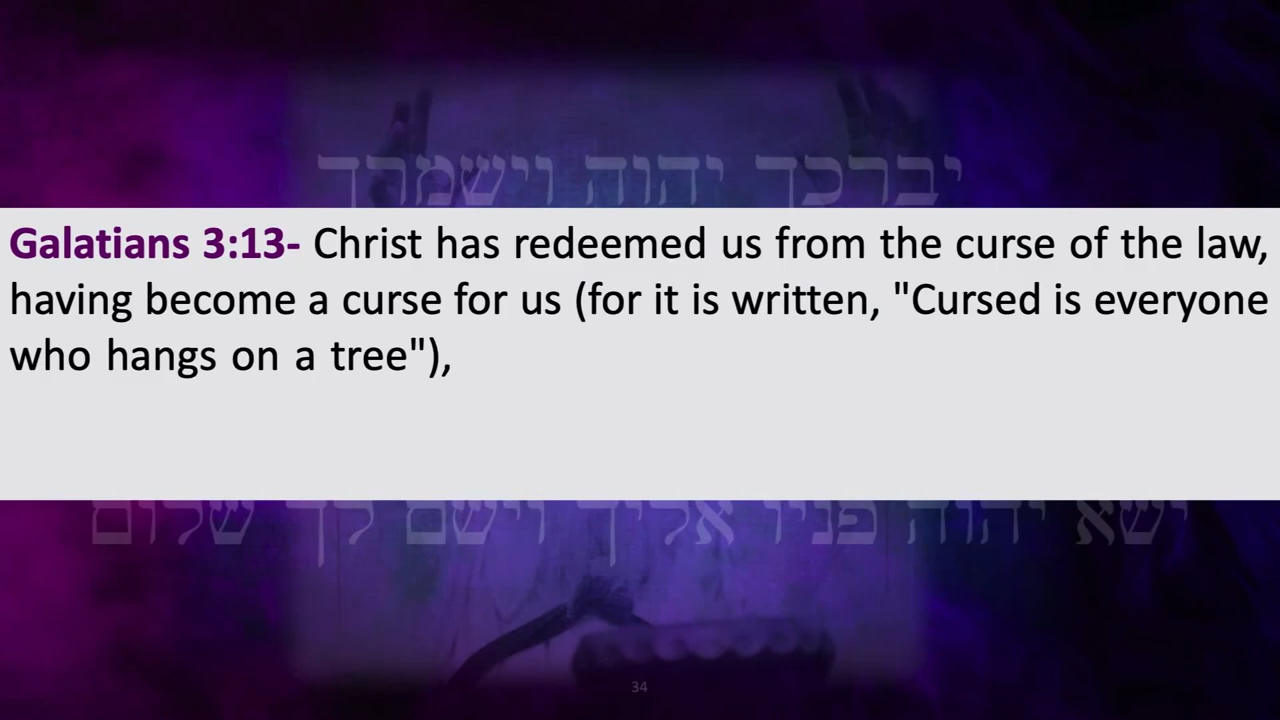 יברכך יהוה וישמרך
Galatians 3:13- Christ has redeemed us from the curse of the law,
having become a curse for us (for it is written, "Cursed is everyone
who hangs on a tree"),
ישא יהוה פניו אליך וישם לך שלום
34